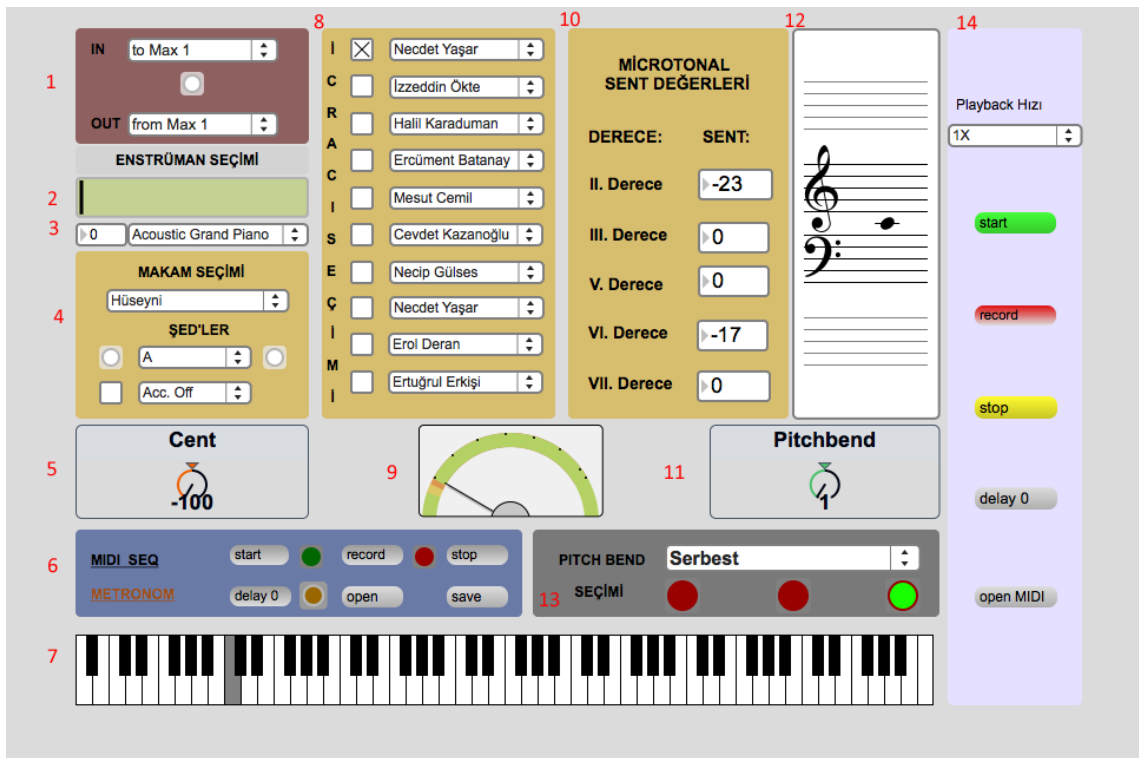 8
10
12
14
1
IN
to Max 1
OUT
from Max 1
ENSTRÜMAN SEÇİMİ
2
3
0
Acoustic Grand Piano
4
MAKAM SEÇİMİ
Hüseyni
ŞED'LER
A
Acc. Off
İ
C
R
A
C
I
S
E
Ç
İ
M
İ
Necdet Yaşar
İzzeddin Ökte
Halil Karaduman
Ercüment Batanay
Mesut Cemil
Cevdet Kazanoğlu
Necip Gülses
Necdet Yaşar
Erol Deran
Ertuğrul Erkişi
MİCROTONAL
SENT DEĞERLERİ
DERECE: SENT:
II. Derece -23
III. Derece 0
V. Derece 0
VI. Derece -17
VII. Derece 0
Playback Hızı
1X
start
record
stop
delay 0
open MIDI
5
Cent
-100
9
11
Pitchbend
1
6
MIDI SEQ
start
record
stop
METRONOM
delay 0
open
save
13
PITCH BEND
SEÇİMİ
Serbest
7